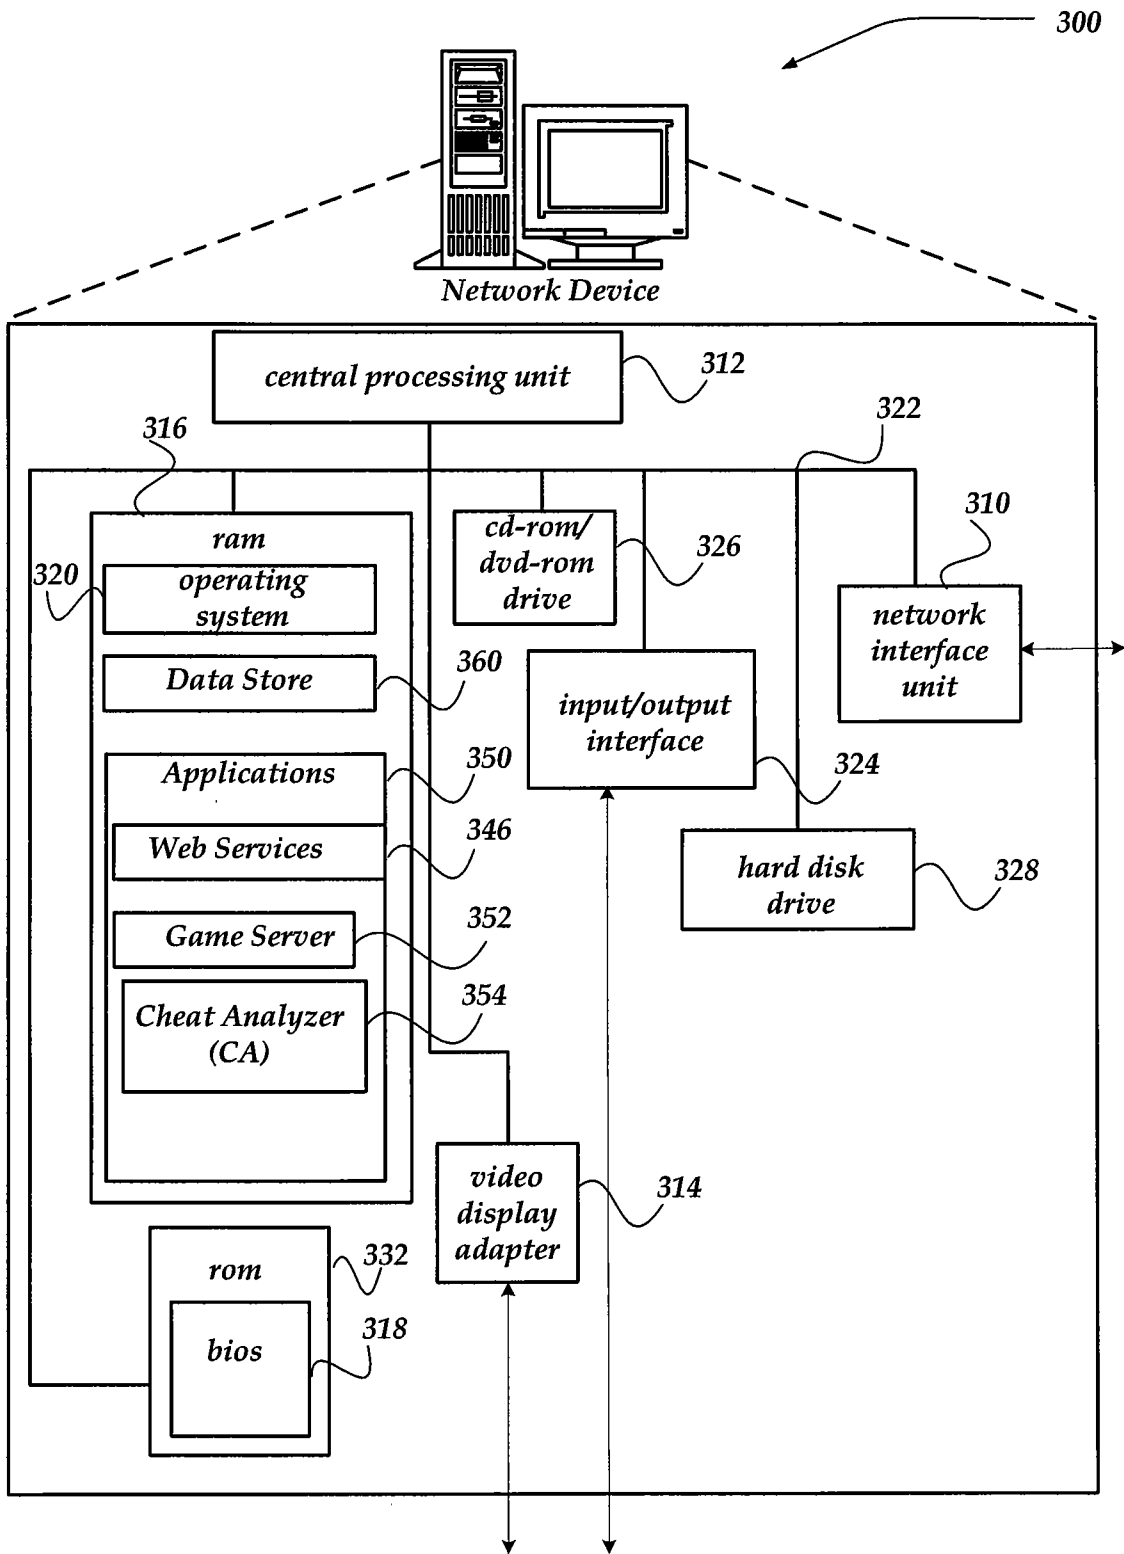 300
Network Device
central processing unit
312
322
316
310
ram
cd-rom/
dvd-rom
drive
326
320
operating
system
network
interface
unit
Data Store
360
input/output
interface
350
Applications
324
346
Web Services
hard disk
drive
328
352
Game Server
354
Cheat Analyzer
(CA)
video
display
adapter
314
332
rom
318
bios